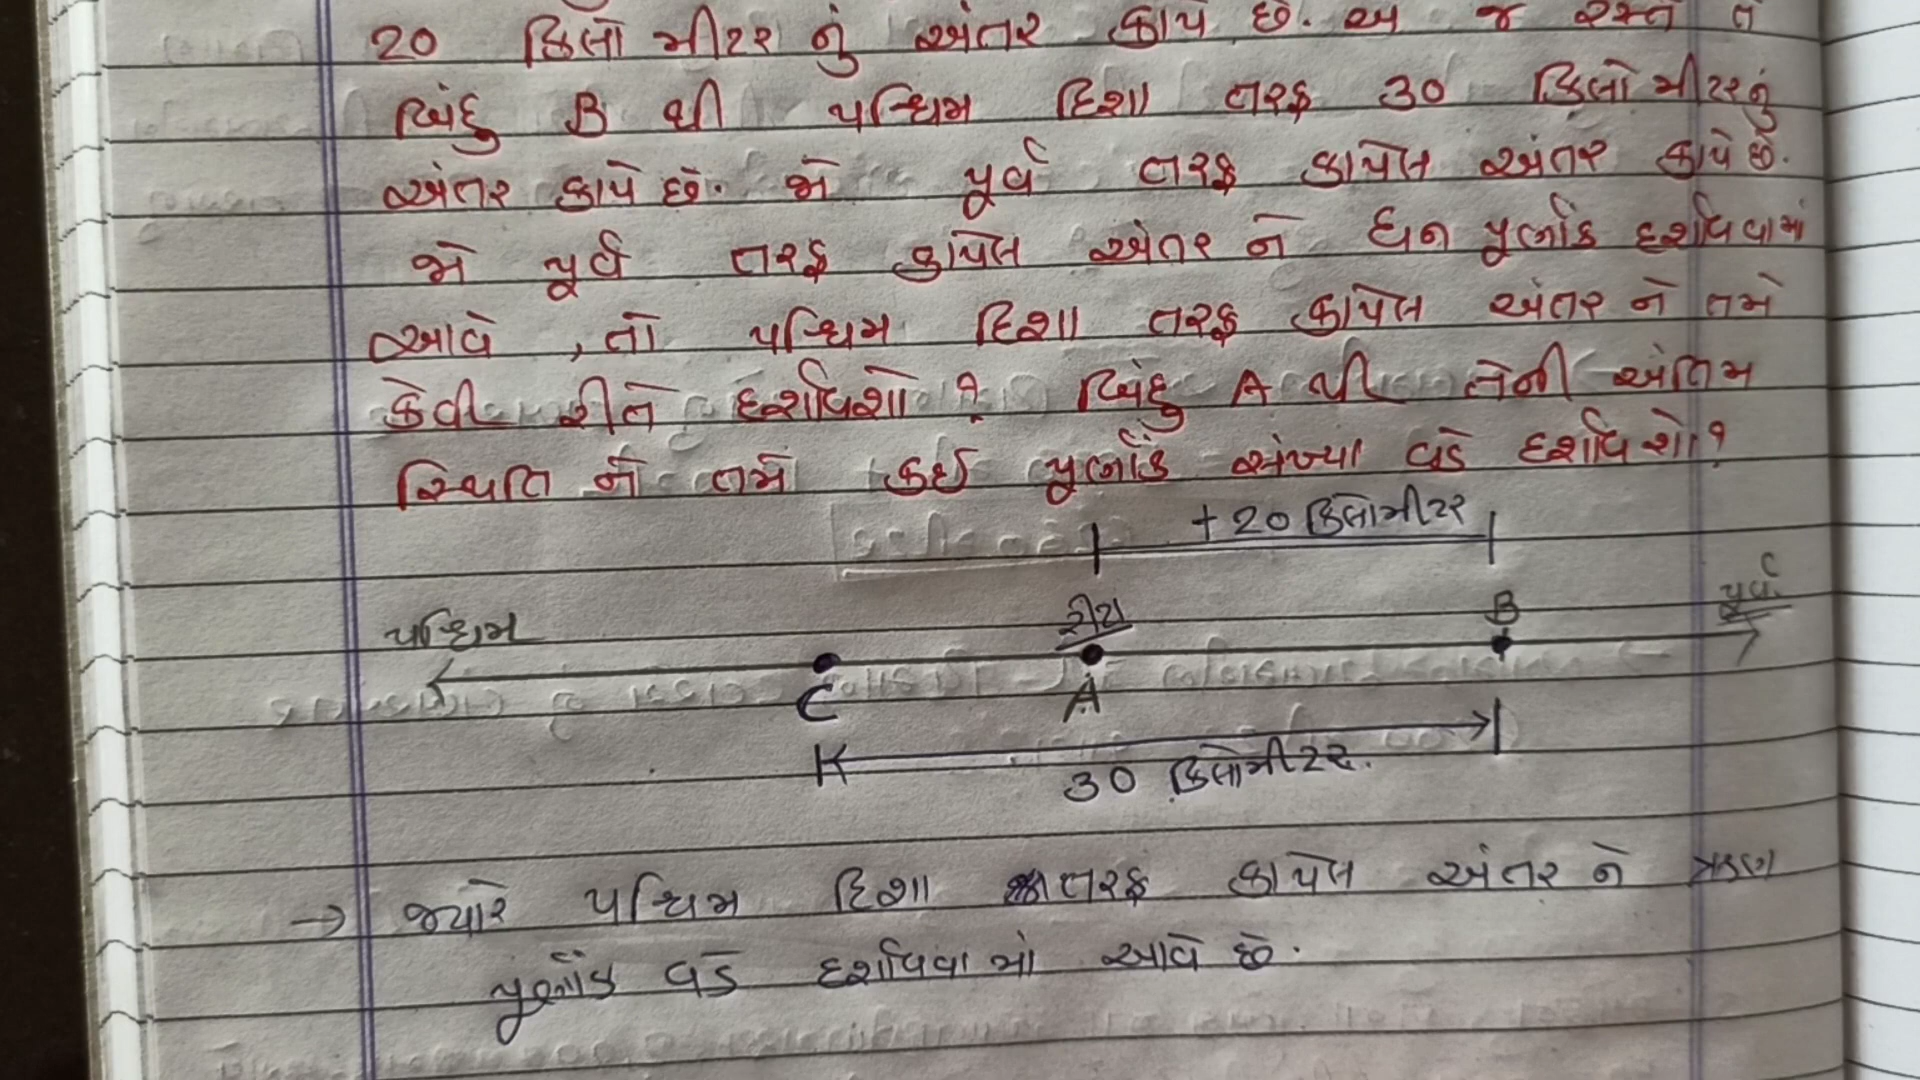 20 કિલોમીટરનું અંતર કાપે છે. આ જ રસ્તે તે
બિંદુ B થી પશ્ચિમ દિશા તરફ 30 કિલોમીટરનું
અંતર કાપે છે. જો પૂર્વ તરફ કાપેલ અંતર કાપે છે.
જો પૂર્વ તરફ કાપેલ અંતર ને ધન પૂર્ણાંક દર્શાવવામાં
આવે, તો પશ્ચિમ દિશા તરફ કાપેલ અંતર ને તમે
કેવી રીતે દર્શાવશો? બિંદુ A થી તેની અંતિમ
સ્થિતિ ને તમે કઈ પૂર્ણાંક સંખ્યા વડે દર્શાવશો?
+ 20 કિલોમીટર
પશ્ચિમ રીટા B પૂર્વ
C A
30 કિલોમીટર.
→ જ્યારે પશ્ચિમ દિશા તરફ કાપેલ અંતર ને ઋણ
પૂર્ણાંક વડે દર્શાવવામાં આવે છે.